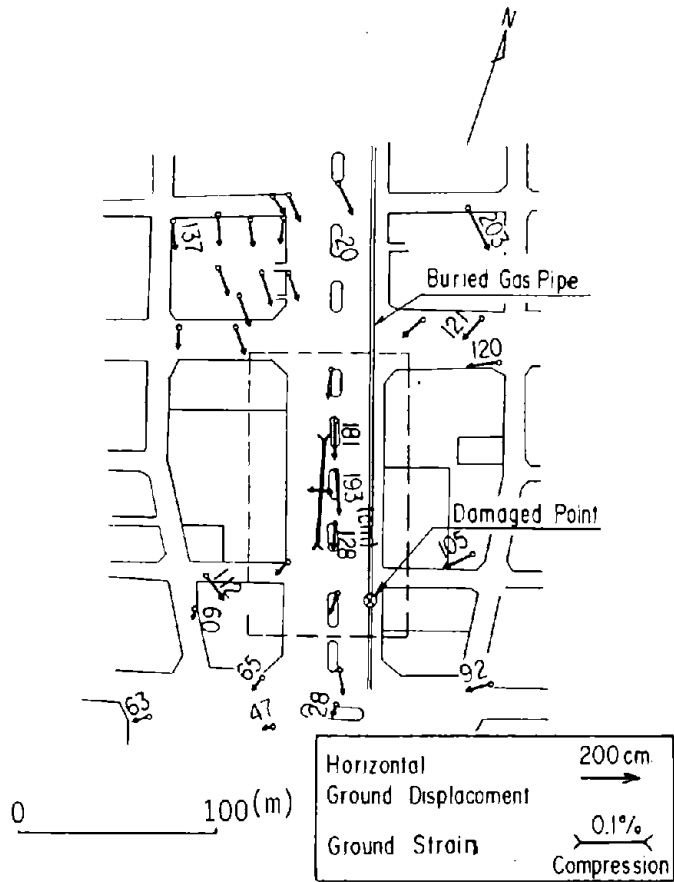 N
137
20
203
Buried Gas Pipe
121
120
181
193 (cm)
128
Damaged Point
105
112
60
65
92
63
47
28
0 100(m)
Horizontal
Ground Displacament
200 cm
Ground Strain
0.1%
Compression